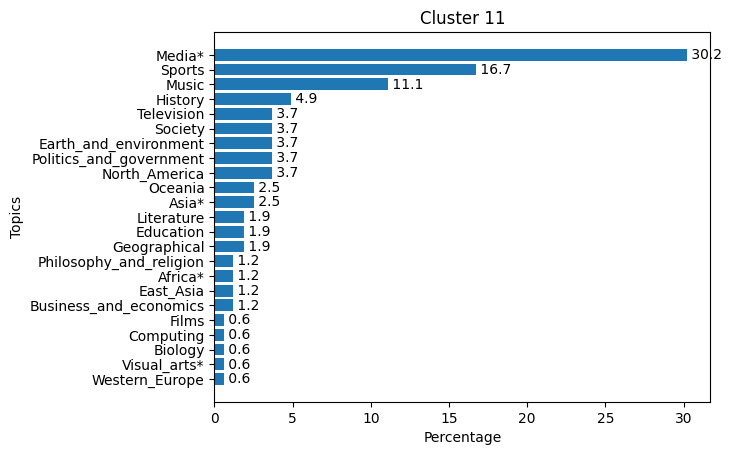 Cluster 11
Media* 30.2
Sports 16.7
Music 11.1
History 4.9
Television 3.7
Society 3.7
Earth_and_environment 3.7
Politics_and_government 3.7
North_America 3.7
Oceania 2.5
Asia* 2.5
Literature 1.9
Education 1.9
Geographical 1.9
Philosophy_and_religion 1.2
Africa* 1.2
East_Asia 1.2
Business_and_economics 1.2
Films 0.6
Computing 0.6
Biology 0.6
Visual_arts* 0.6
Western_Europe 0.6
Topics
0 5 10 15 20 25 30
Percentage